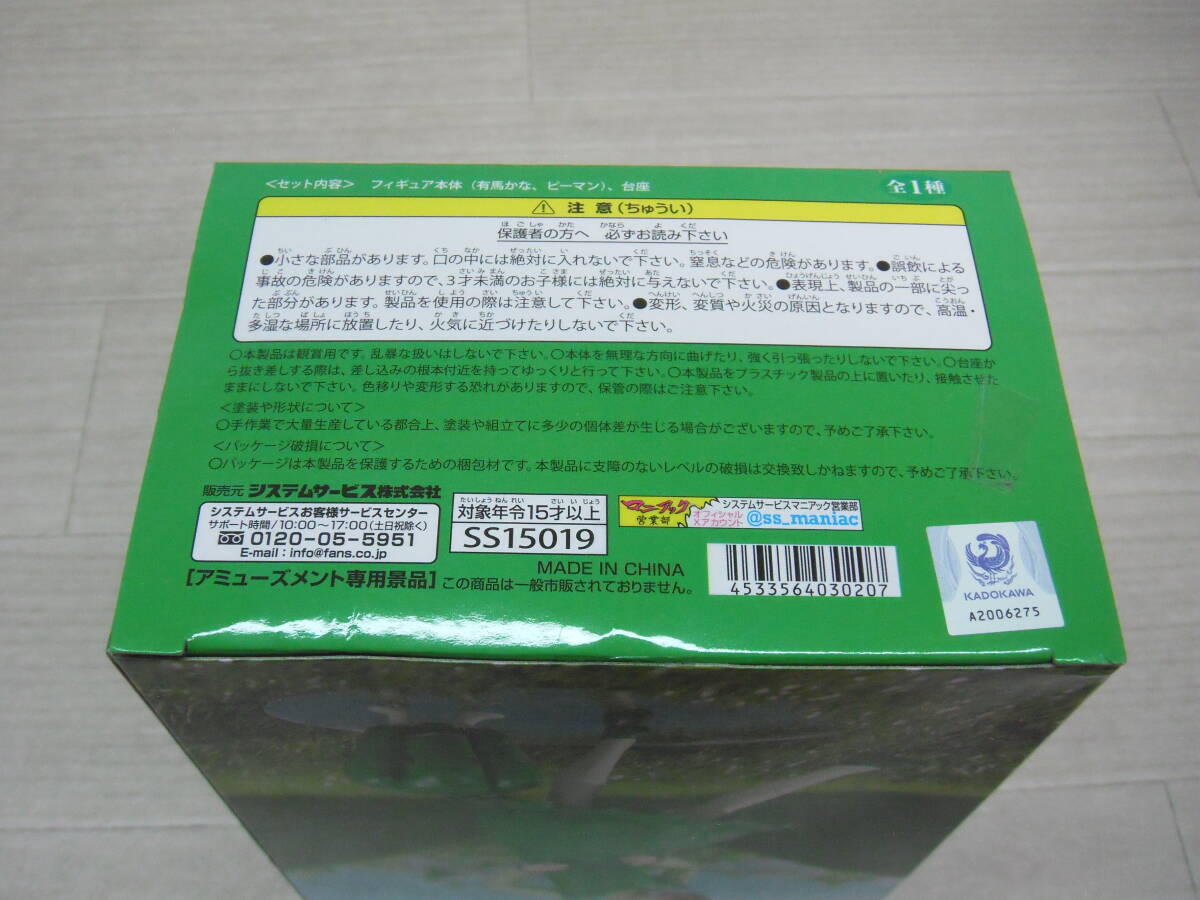 <セット内容> フィギュア本体(有馬かな、ピーマン)、台座
全1種
⚠ 注意(ちゅうい)
保護者の方へ 必ずお読み下さい
●小さな部品があります。口の中には絶対に入れないで下さい。窒息などの危険があります。●誤飲による
事故の危険がありますので、3才未満のお子様には絶対に与えないで下さい。●表現上、製品の一部に尖っ
た部分があります。製品を使用の際は注意して下さい。●変形、変質や火災の原因となりますので、高温・
多湿な場所に放置したり、火気に近づけたりしないで下さい。
○本製品は観賞用です。乱暴な扱いはしないで下さい。○本体を無理な方向に曲げたり、強く引っ張ったりしないで下さい。○台座か
ら抜き差しする際は、差し込みの根本付近を持ってゆっくりと行って下さい。○本製品をプラスチック製品の上に置いたり、接触させた
ままにしないで下さい。色移りや変形する恐れがありますので、保管の際はご注意下さい。
<塗装や形状について>
○手作業で大量生産している都合上、塗装や組立てに多少の個体差が生じる場合がございますので、予めご了承下さい。
<パッケージ破損について>
○パッケージは本製品を保護するための梱包材です。本製品に支障のないレベルの破損は交換致しかねますので、予めご了承下さい。
販売元 システムサービス株式会社
システムサービスお客様サービスセンター
サポート時間/10:00~17:00(土日祝除く)
0120-05-5951
E-mail:info@fans.co.jp
対象年令15才以上
SS15019
マニアック
営業部
オフィシャル
Xアカウント
システムサービスマニアック営業部
@ss_maniac
MADE IN CHINA
[アミューズメント専用景品] この商品は一般市販されておりません。
4533564030207
KADOKAWA
A2006275